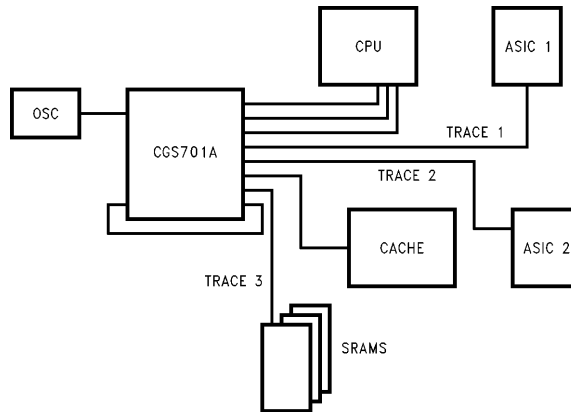 CPU
ASIC 1
OSC
CGS701A
TRACE 1
TRACE 2
CACHE
ASIC 2
TRACE 3
SRAMS